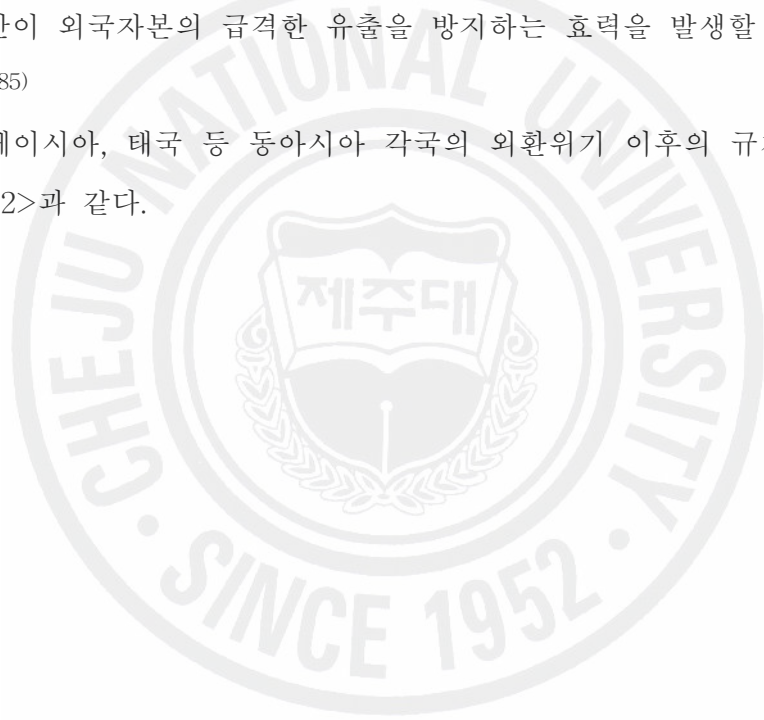 단이 외국자본의 급격한 유출을 방지하는 효력을 발생할
85)
레이시아, 태국 등 동아시아 각국의 외환위기 이후의
2>과 같다.
CHEJU NATIONAL UNIVERSITY
제주대
SINCE 1952